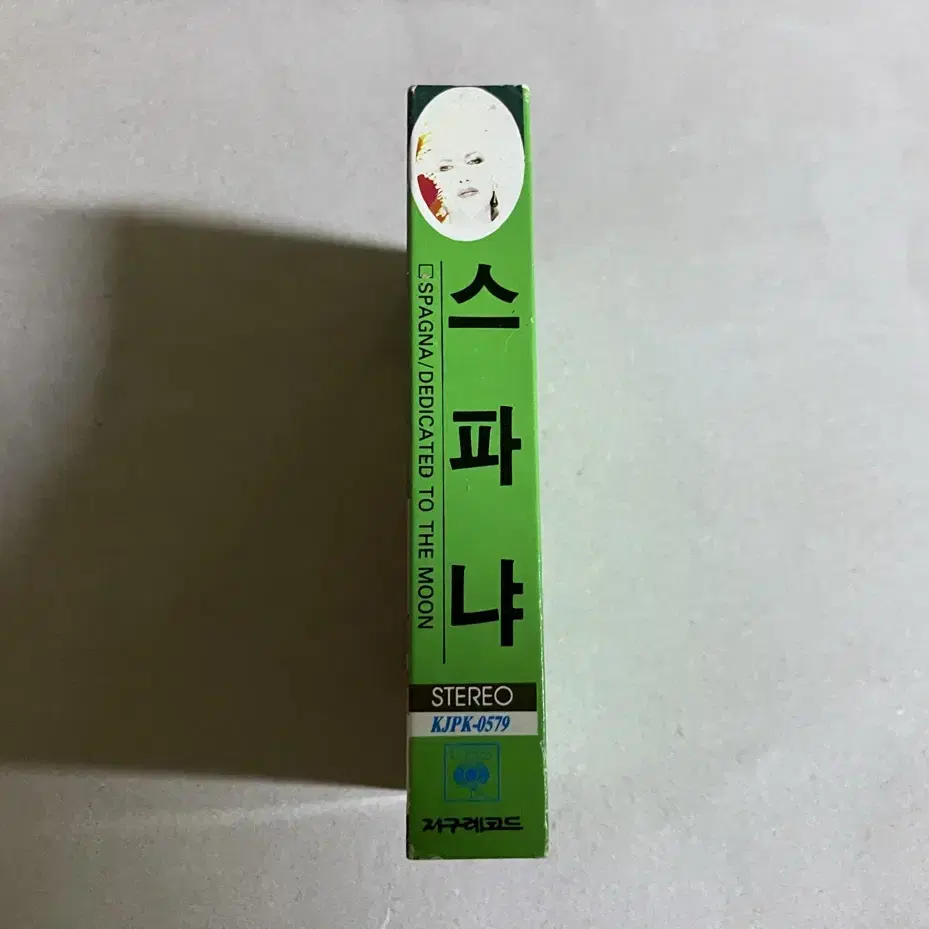 스파냐
SPAGNA/DEDICATED TO THE MOON
STEREO
KJPK-0579
지구레코드